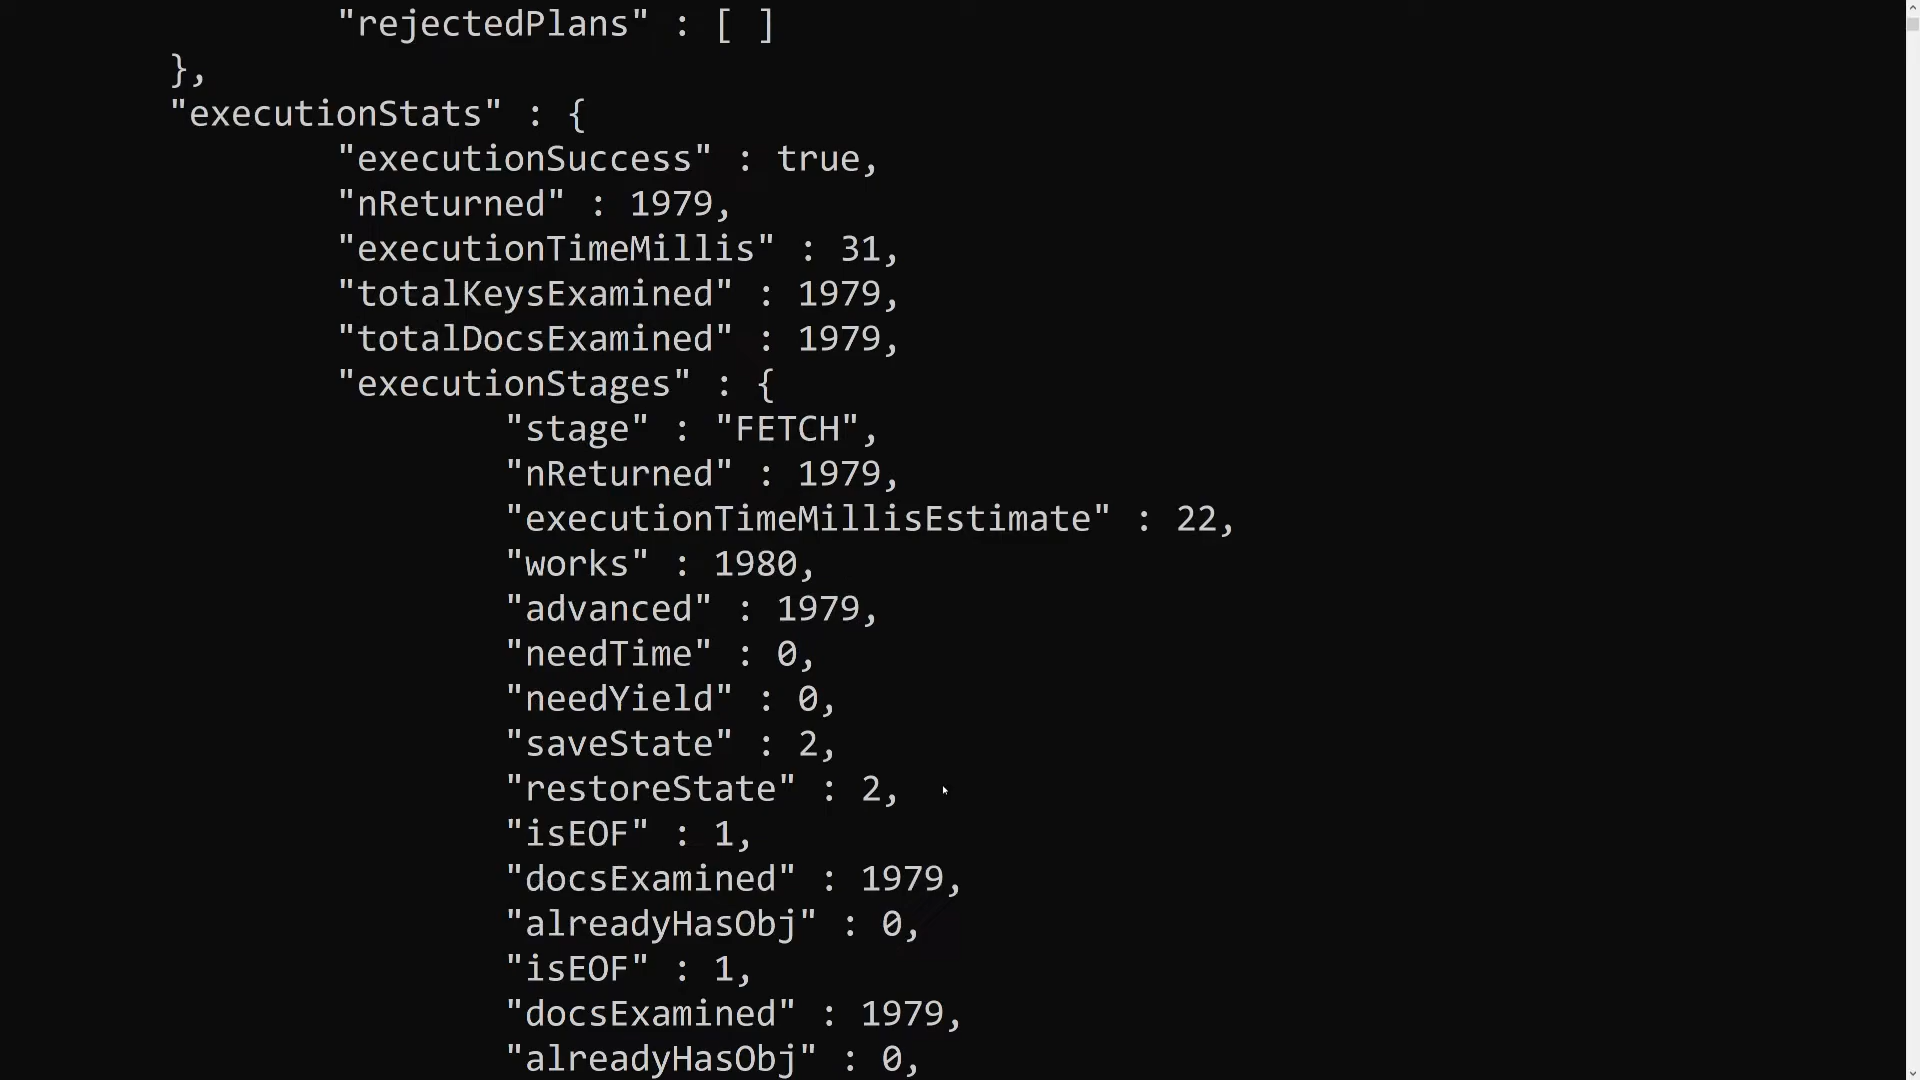 "rejectedPlans" : [ ]
},
"executionStats" : {
"executionSuccess" : true,
"nReturned" : 1979,
"executionTimeMillis" : 31,
"totalKeysExamined" : 1979,
"totalDocsExamined" : 1979,
"executionStages" : {
"stage" : "FETCH",
"nReturned" : 1979,
"executionTimeMillisEstimate" : 22,
"works" : 1980,
"advanced" : 1979,
"needTime" : 0,
"needYield" : 0,
"saveState" : 2,
"restoreState" : 2,
"isEOF" : 1,
"docsExamined" : 1979,
"alreadyHasObj" : 0,
"isEOF" : 1,
"docsExamined" : 1979,
"alreadyHasObj" : 0,